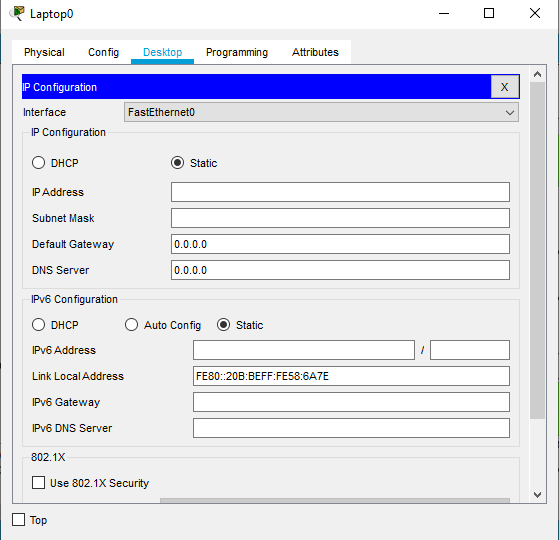 Laptop0
Physical Config Desktop Programming Attributes
IP Configuration X
Interface FastEthernet0
IP Configuration
DHCP Static
IP Address
Subnet Mask
Default Gateway 0.0.0.0
DNS Server 0.0.0.0
IPv6 Configuration
DHCP Auto Config Static
IPv6 Address /
Link Local Address FE80::20B:BEFF:FE58:6A7E
IPv6 Gateway
IPv6 DNS Server
802.1X
Use 802.1X Security
Top